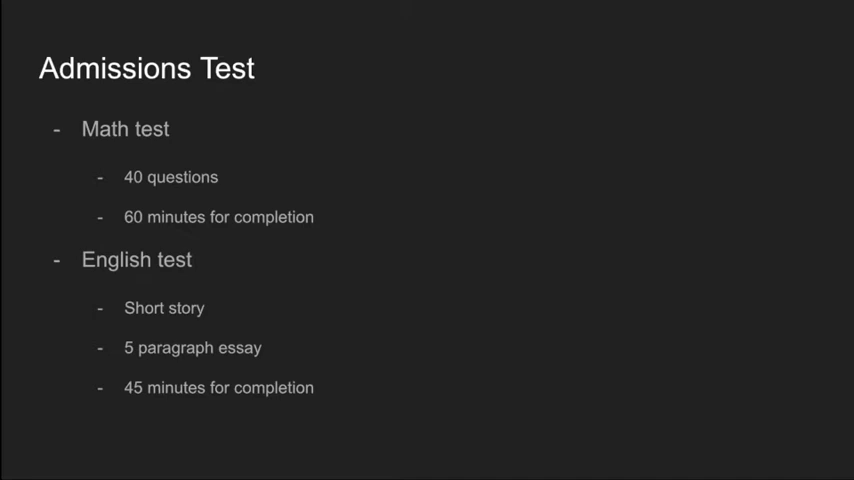 Admissions Test
- Math test
- 40 questions
- 60 minutes for completion
- English test
- Short story
- 5 paragraph essay
- 45 minutes for completion